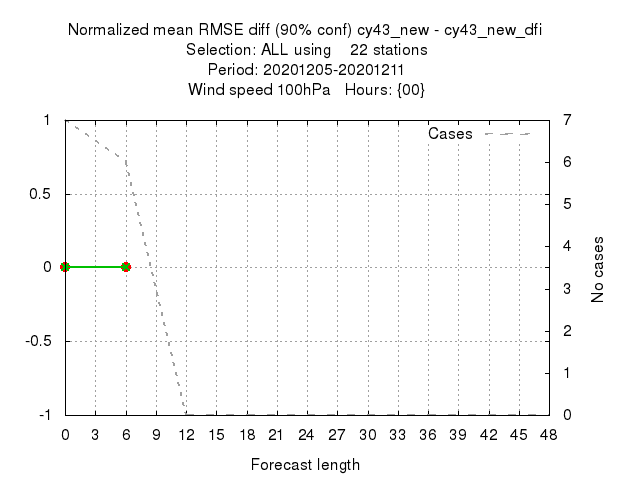 Normalized mean RMSE diff (90% conf) cy43_new - cy43_new_dfi
Selection: ALL using 22 stations
Period: 20201205-20201211
Wind speed 100hPa Hours: {00}
Cases
1
0.5
0
-0.5
-1
7
6
5
4
3
2
1
0
No cases
0 3 6 9 12 15 18 21 24 27 30 33 36 39 42 45 48
Forecast length